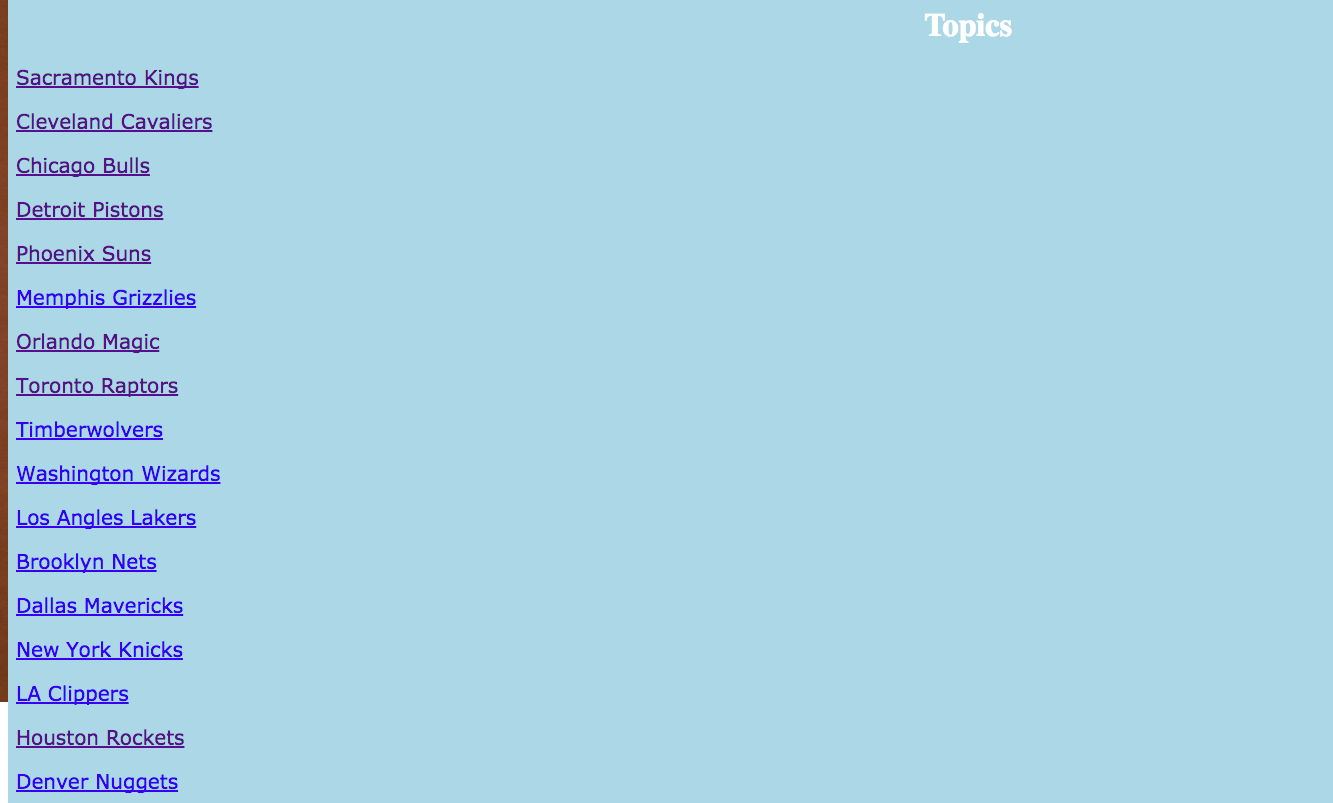 Topics
Sacramento Kings
Cleveland Cavaliers
Chicago Bulls
Detroit Pistons
Phoenix Suns
Memphis Grizzlies
Orlando Magic
Toronto Raptors
Timberwolvers
Washington Wizards
Los Angles Lakers
Brooklyn Nets
Dallas Mavericks
New York Knicks
LA Clippers
Houston Rockets
Denver Nuggets